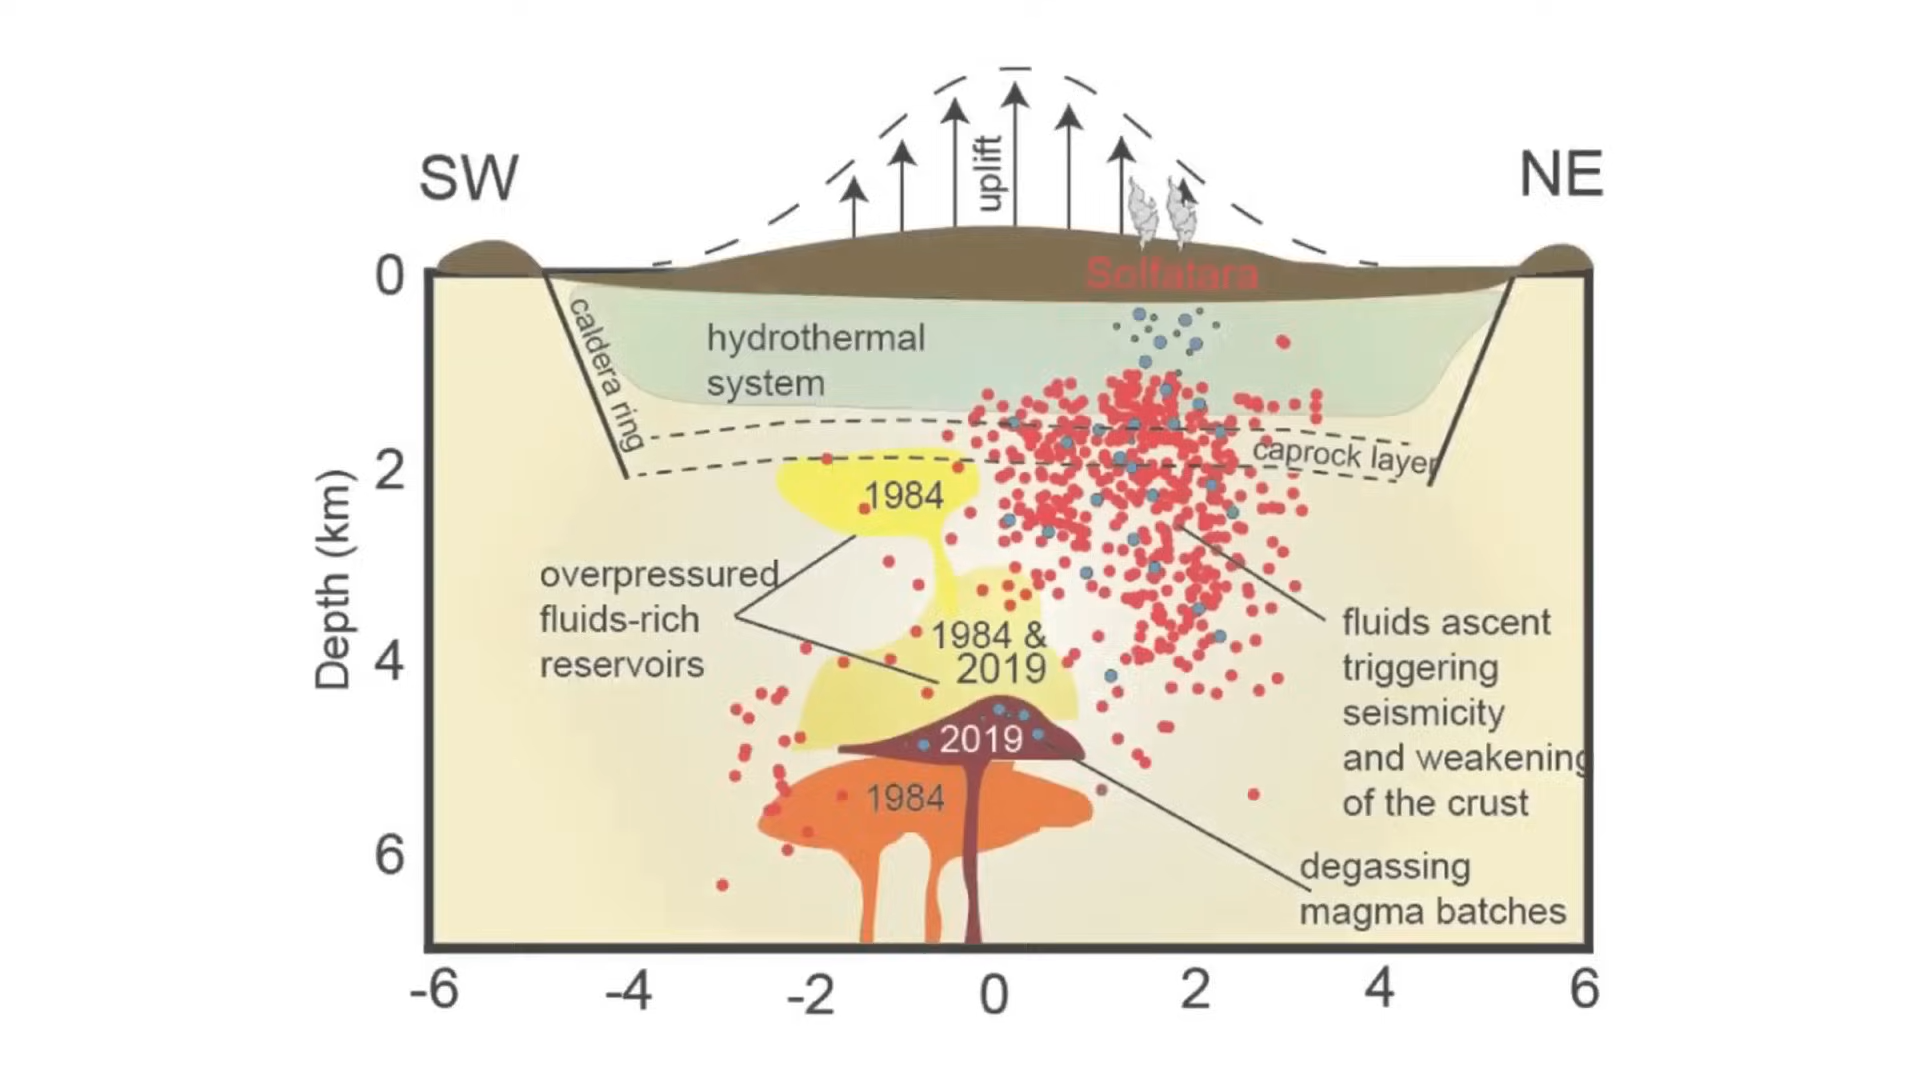 uplift
SW
NE
Solfatara
0
caldera ring
hydrothermal
system
caprock layer
2
1984
Depth (km)
overpressured
fluids-rich
reservoirs
1984 &
2019
4
fluids ascent
triggering
seismicity
and weakening
of the crust
2019
1984
6
degassing
magma batches
-6
-4
-2
0
2
4
6